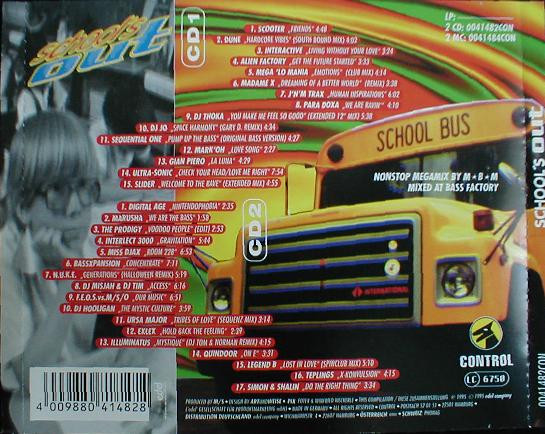 school's
out
CD1
1. SCOOTER „FRIENDS" 4:48
2. DUNE „HARDCORE VIBES" (SOUTH BOUND MIX) 4:02
3. INTERACTIVE „LIVING WITHOUT YOUR LOVE" 3:24
4. ALIEN FACTORY „GET THE FUTURE STARTED" 3:33
5. MEGA 'LO MANIA „EMOTIONS" (CLUB MIX) 4:14
6. MADAME X „DREAMING OF A BETTER WORLD" (REMIX) 3:38
7. I'N'M TRAX „HUMAN INSPIRATIONS" 6:02
8. PARA DOXA „WE ARE RAVIN'" 4:10
9. DJ THOKA „YOU MAKE ME FEEL SO GOOD" (EXTENDED 12" MIX) 5:38
10. DJ JO „SPACE HARMONY" (GARY D. REMIX) 4:34
11. SEQUENTIAL ONE „PUMP UP THE BASS" (ORIGINAL BASS VERSION) 4:27
12. MARK'OH „LOVE SONG" 2:27
13. GIAN PIERO „LA LUNA" 4:29
14. ULTRA-SONIC „CHECK YOUR HEAD/LOVE ME RIGHT" 7:54
15. SLIDER „WELCOME TO THE RAVE" (EXTENDED MIX) 4:55
LP:
2 CD: 0041482CON
2 MC: 0041484CON
SCHOOL BUS
NONSTOP MEGAMIX BY M•B•M
MIXED AT BASS FACTORY
CD2
1. DIGITAL AGE „NINTENDOPHOBIA" 2:35
2. MARUSHA „WE ARE THE BASS" 1:58
3. THE PRODIGY „VOODOO PEOPLE" (EDIT) 2:53
4. INTERLECT 3000 „GRAVITATION" 5:44
5. MISS DJAX „ROOM 228" 6:53
6. BASSXPANSION „CONCENTRATE" 7:11
7. N.U.K.E. „GENERATIONS" (HALLOWEEN REMIX) 5:19
8. DJ MISJAH & DJ TIM „ACCESS" 6:16
9. F.E.O.S. vs. M/S/O „OUR MUSIC" 6:51
10. DJ HOOLIGAN „THE MYSTIC CULTURE" 3:59
11. URSA MAJOR „TRIBES OF LOVE" (SEQUENZ MIX) 3:14
12. EXLEX „HOLD BACK THE FEELING" 2:39
13. ILLUMINATUS „MYSTIQUE" (DJ TOM & NORMAN REMIX) 4:15
14. QUINDOOR „ON E" 3:31
15. LEGEND B „LOST IN LOVE" (SPINCLUB MIX) 5:10
16. TEPLINGS „X-KONWULSION" 4:15
17. SIMON & SHALIN „DO THE RIGHT THING" 3:34
INTERNATIONAL
CONTROL
LC 6758
4 009880 414828
edel
SCHOOL'S OUT
0041482CON